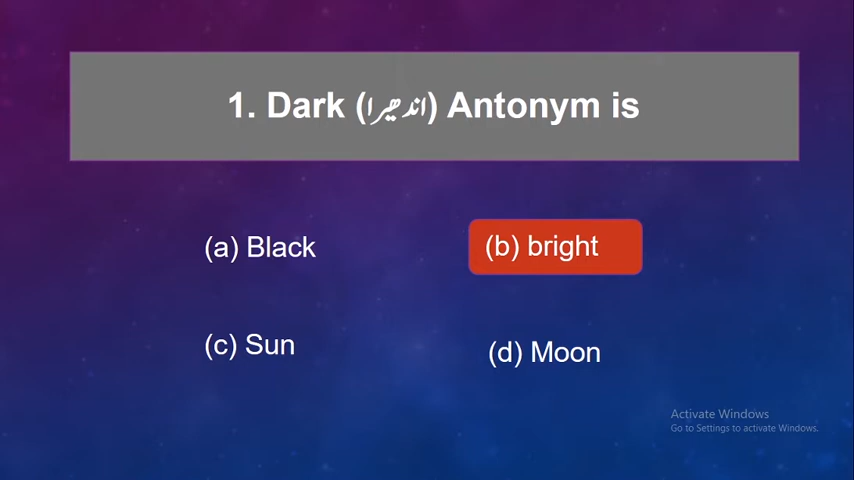 1. Dark (اندھیرا) Antonym is
(a) Black
(b) bright
(c) Sun
(d) Moon
Activate Windows
Go to Settings to activate Windows.